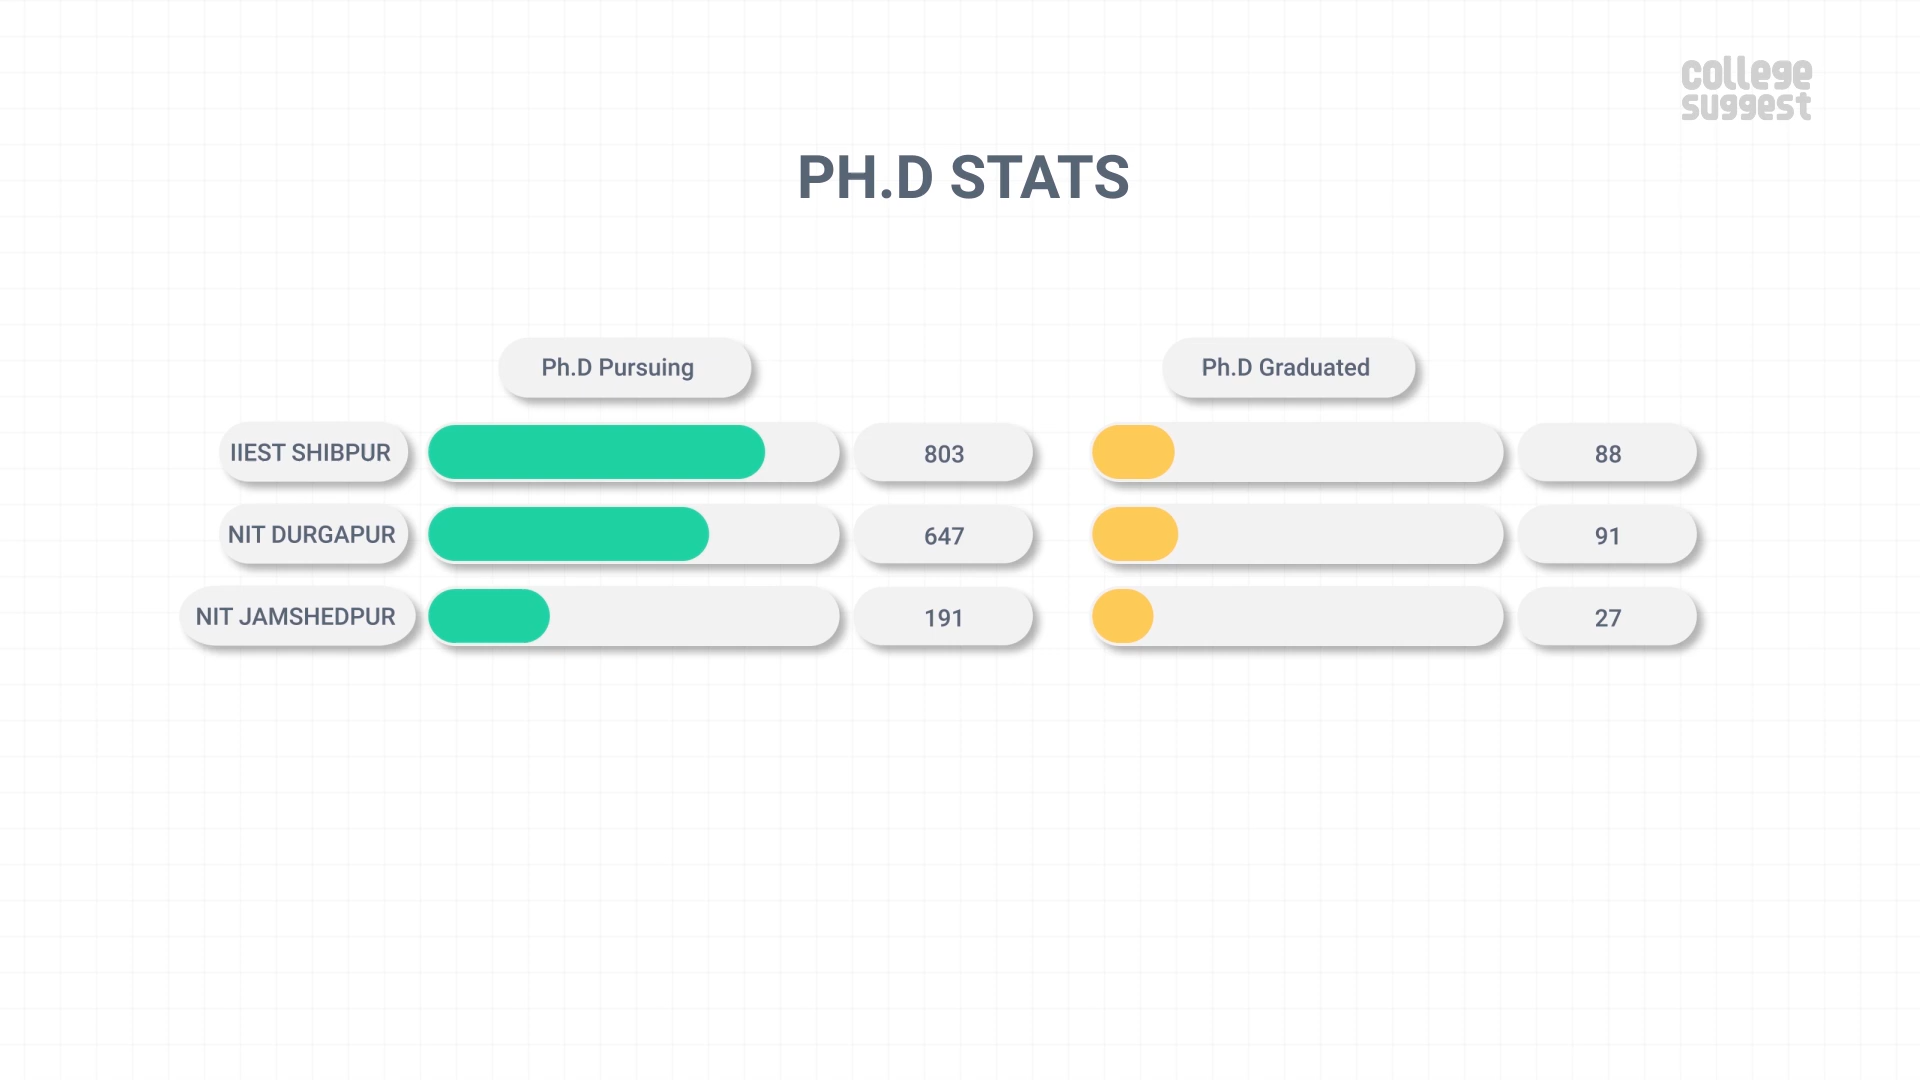 college
suggest
PH.D STATS
Ph.D Pursuing
Ph.D Graduated
IIEST SHIBPUR
803
88
NIT DURGAPUR
647
91
NIT JAMSHEDPUR
191
27